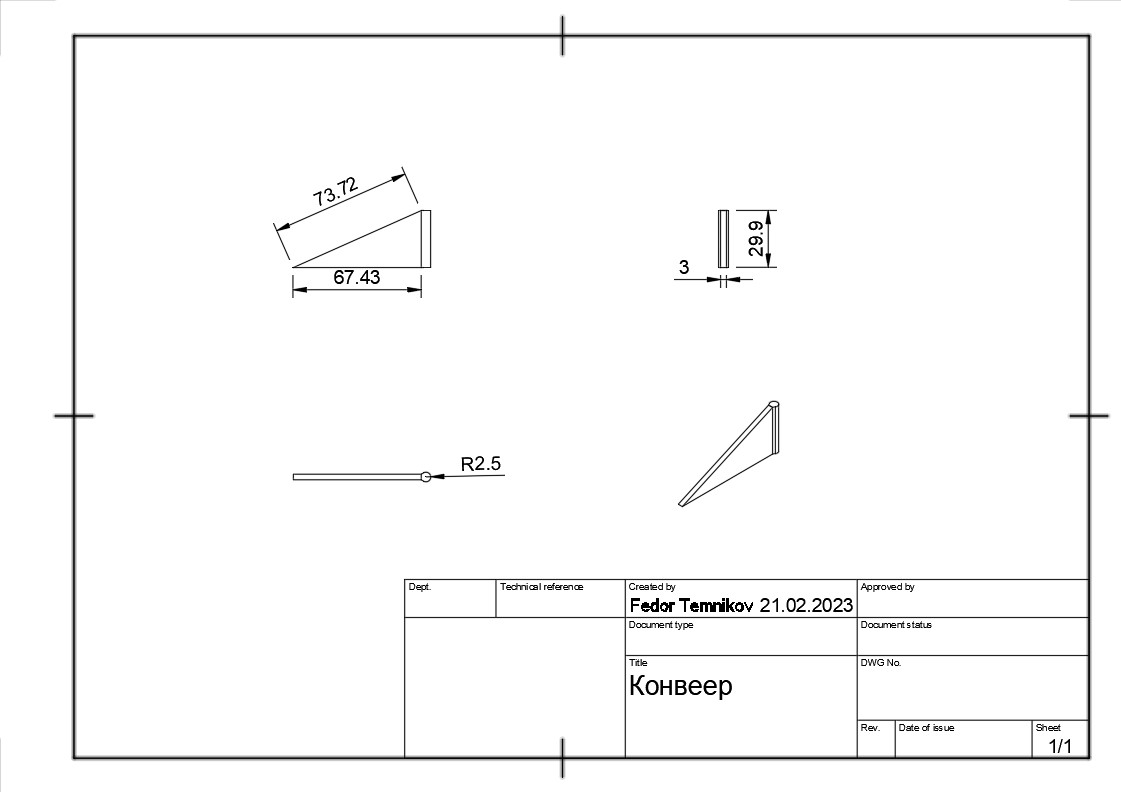 73.72
67.43
29.9
3
R2.5
Dept.
Technical reference
Created by
Approved by
Fedor Temnikov 21.02.2023
Document type
Document status
Title
DWG No.
Конвеер
Rev.
Date of issue
Sheet
1/1